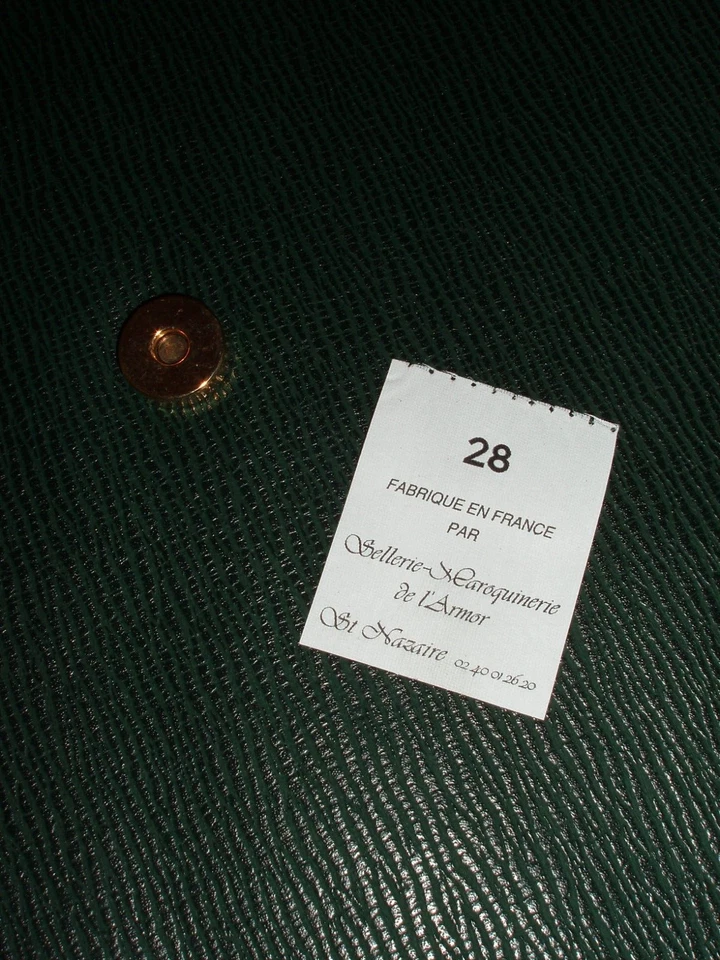 28
FABRIQUE EN FRANCE
PAR
Sellerie-Maroquinerie
de l'Armor
St Nazaire 02 40 01 26 20